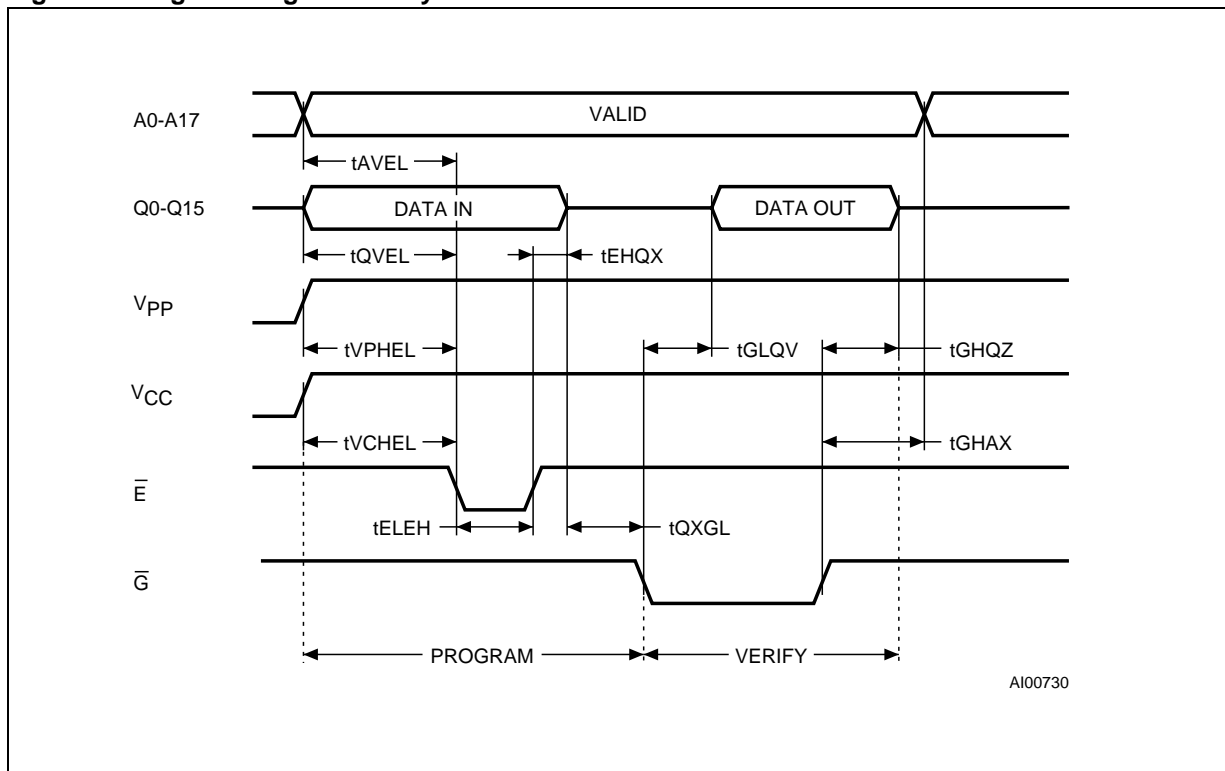 A0-A17
VALID
tAVEL
Q0-Q15
DATA IN
DATA OUT
tQVEL
tEHQX
VPP
tVPHEL
tGLQV
tGHQZ
VCC
tVCHEL
tGHAX
E̅
tELEH
tQXGL
G̅
PROGRAM
VERIFY
AI00730